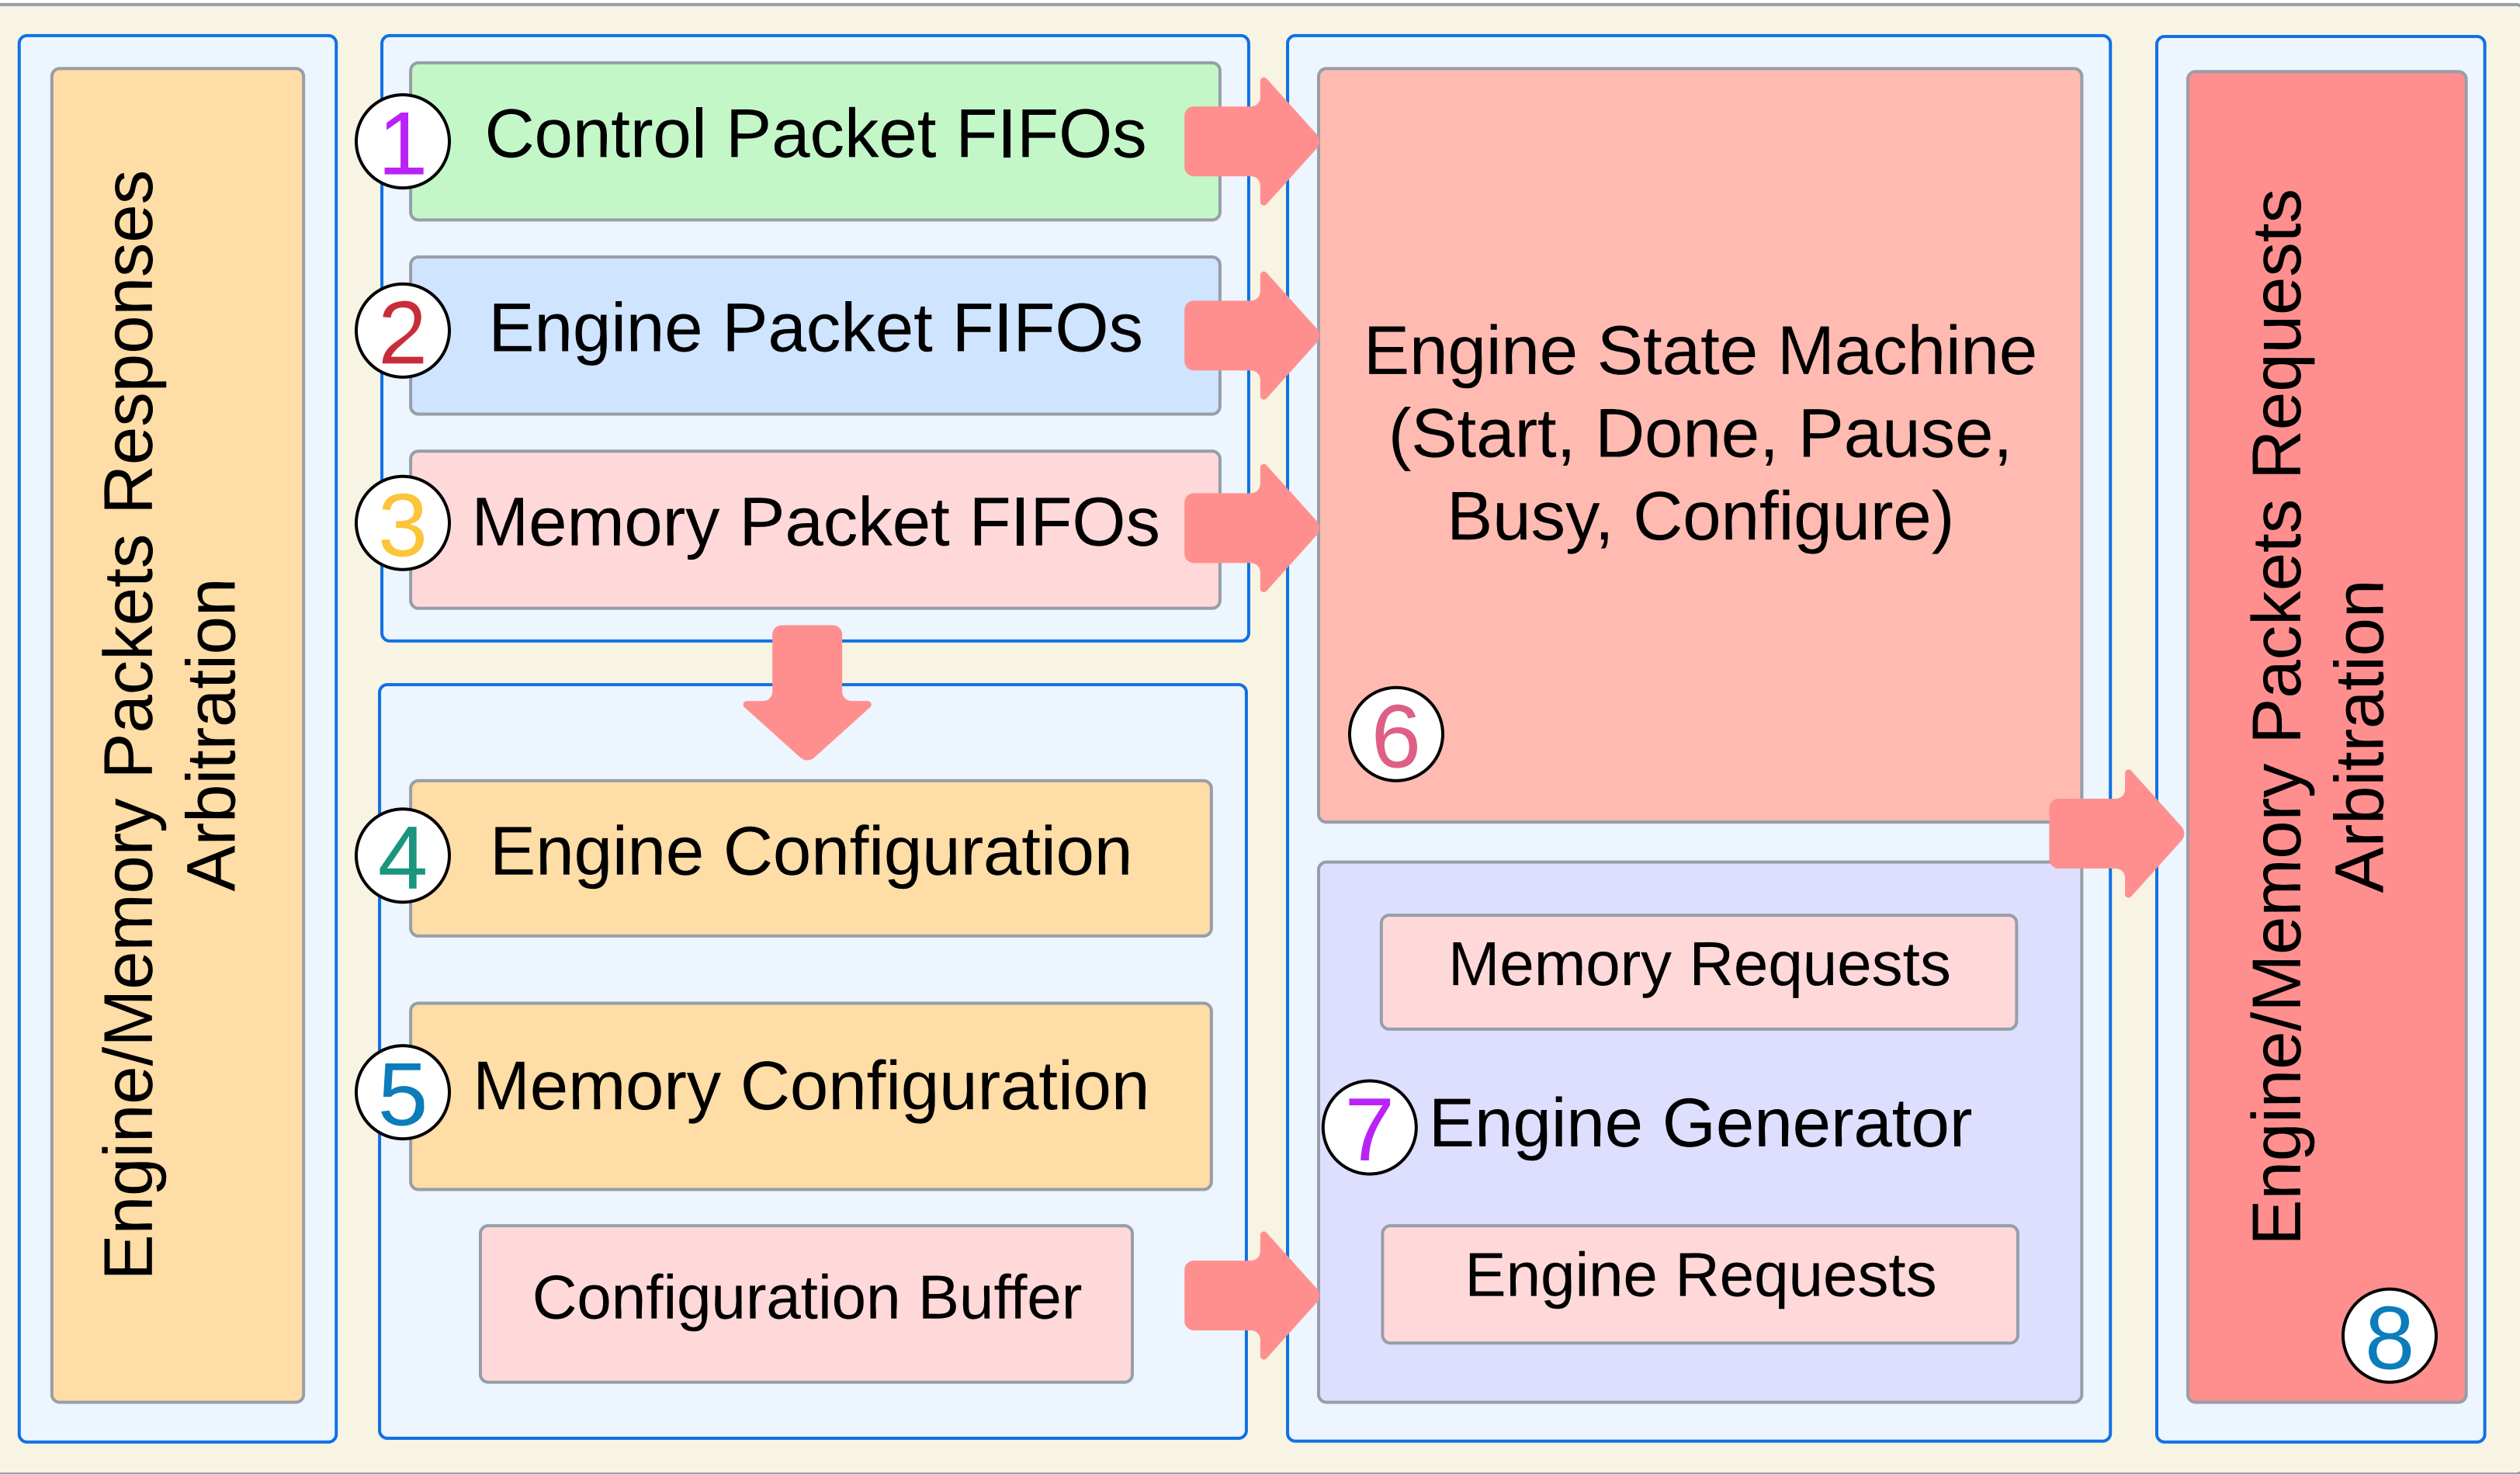 Engine/Memory Packets Responses
Arbitration
1
Control Packet FIFOs
2
Engine Packet FIFOs
3
Memory Packet FIFOs
4
Engine Configuration
5
Memory Configuration
Configuration Buffer
Engine State Machine
(Start, Done, Pause,
Busy, Configure)
6
Memory Requests
7
Engine Generator
Engine Requests
Engine/Memory Packets Requests
Arbitration
8